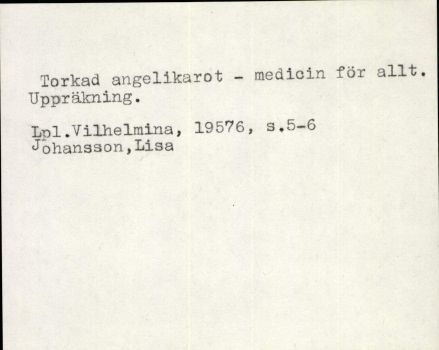 Torkad angelikarot - medicin för allt.
Uppräkning.
Lpl.Vilhelmina, 19576, s.5-6
Johansson,Lisa